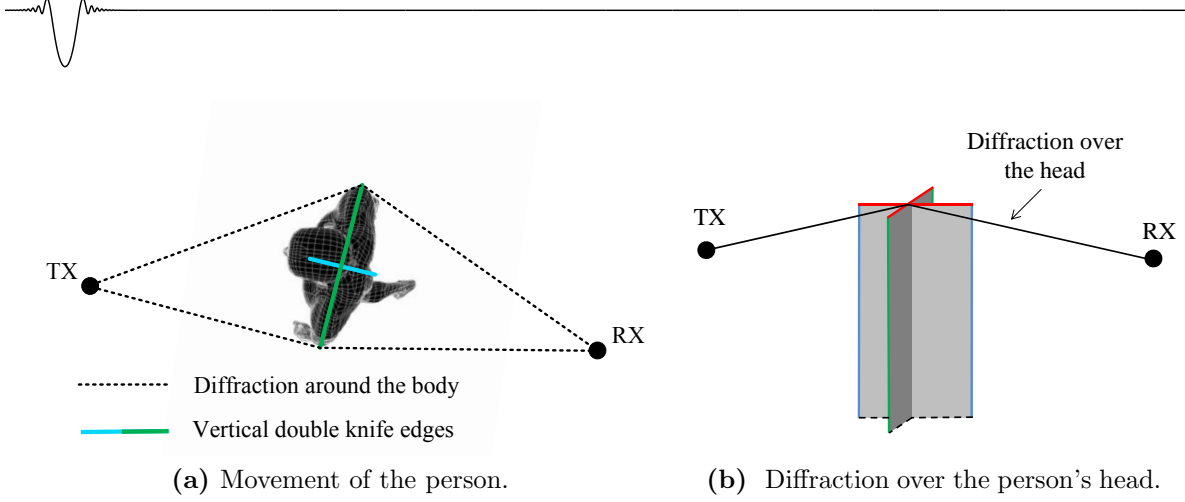 Diffraction over
the head
TX
RX
TX
RX
Diffraction around the body
Vertical double knife edges
(a) Movement of the person.
(b) Diffraction over the person's head.